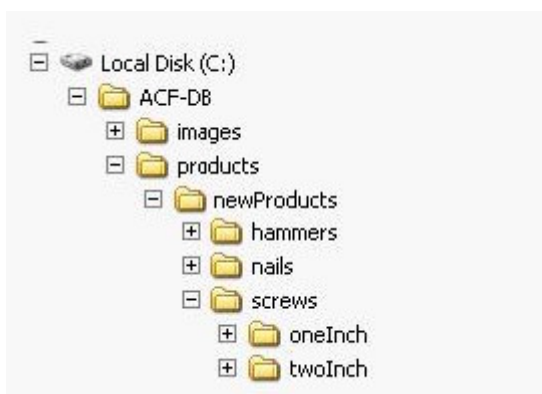 Local Disk (C:)
ACF-DB
images
products
newProducts
hammers
nails
screws
oneInch
twoInch